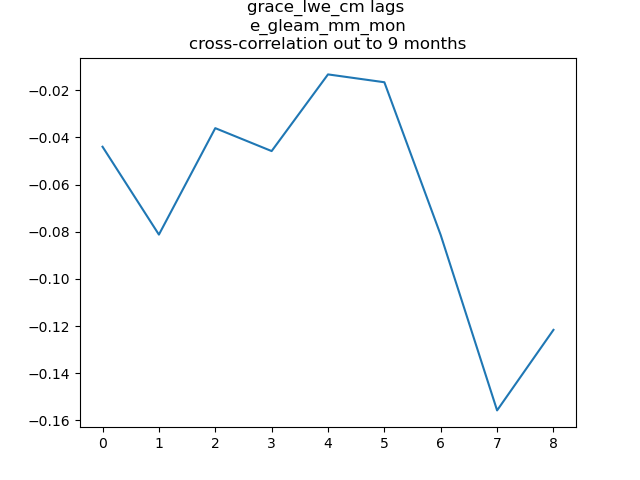 grace_lwe_cm lags
e_gleam_mm_mon
cross-correlation out to 9 months
−0.02
−0.04
−0.06
−0.08
−0.10
−0.12
−0.14
−0.16
0 1 2 3 4 5 6 7 8